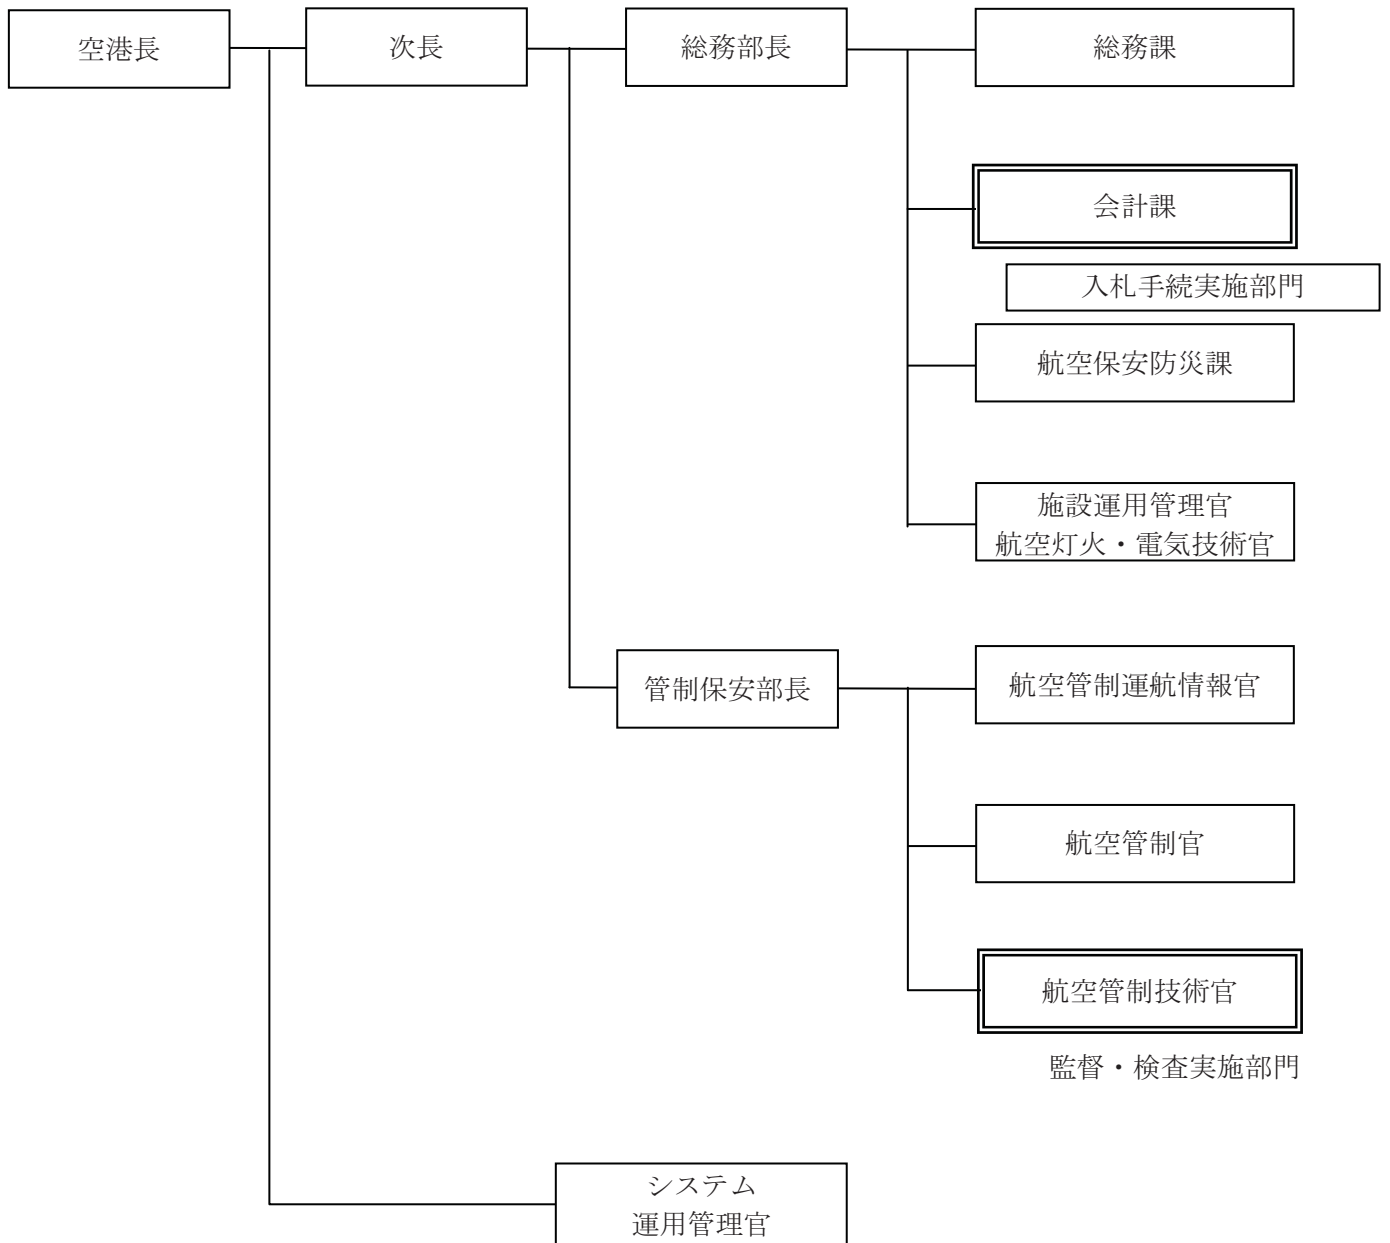 空港長
次長
総務部長
総務課
会計課
入札手続実施部門
航空保安防災課
施設運用管理官
航空灯火・電気技術官
管制保安部長
航空管制運航情報官
航空管制官
航空管制技術官
監督・検査実施部門
システム
運用管理官